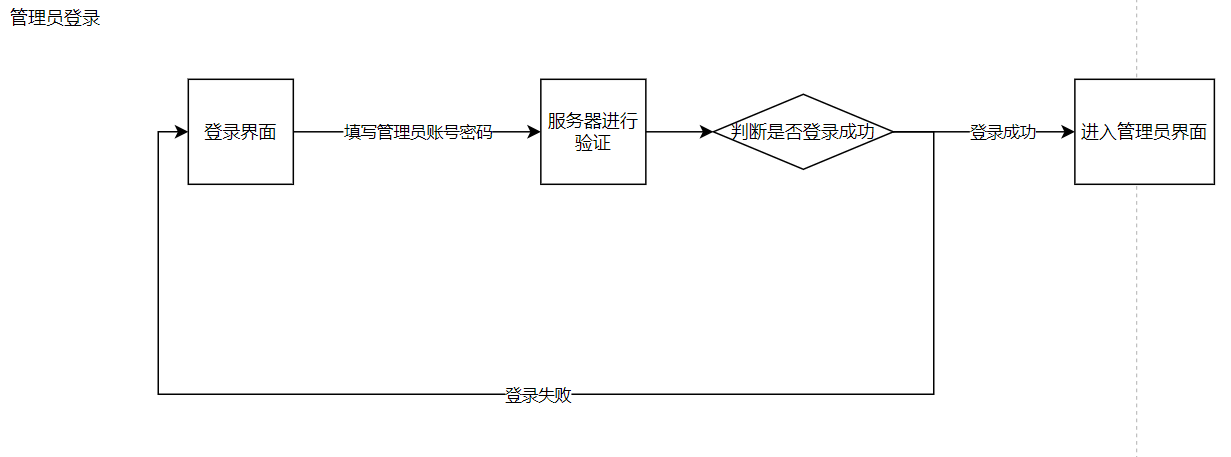 管理员登录
登录界面
填写管理员账号密码
服务器进行
验证
判断是否登录成功
登录成功
进入管理员界面
登录失败